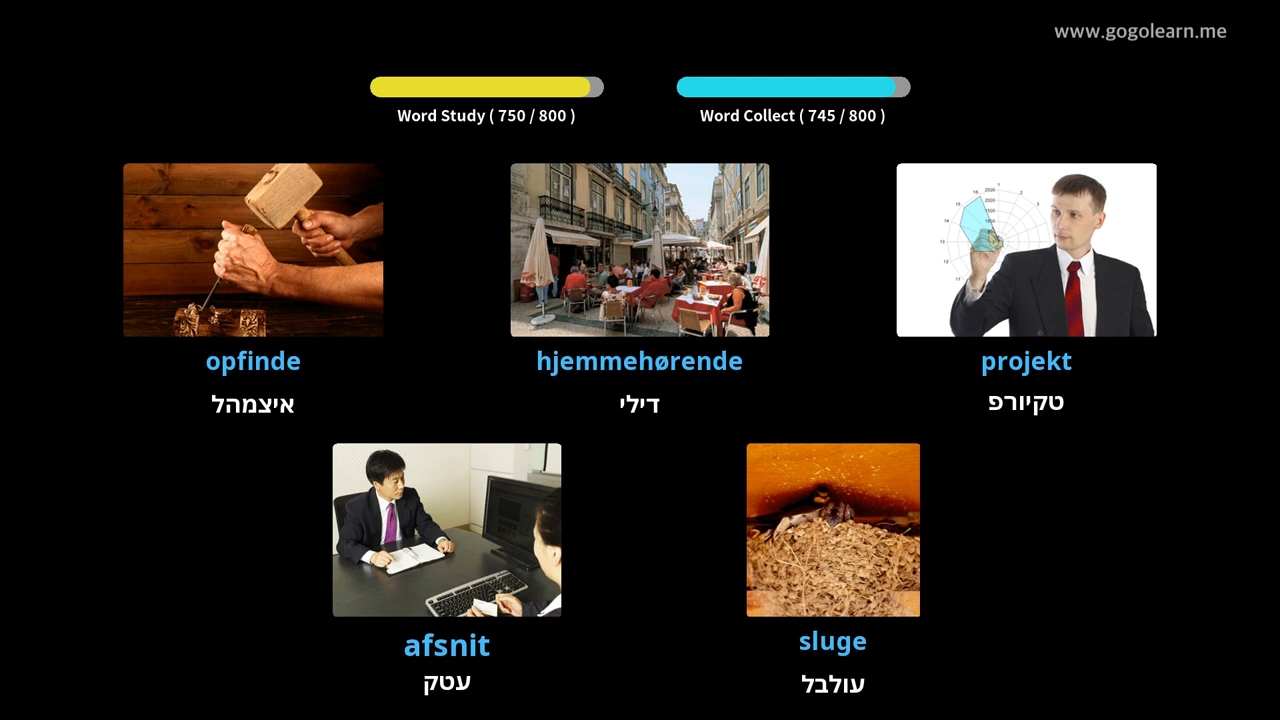 www.gogolearn.me
Word Study ( 750 / 800 )
Word Collect ( 745 / 800 )
opfinde
איצמהל
hjemmehørende
דילי
projekt
טקיורפ
afsnit
עטק
sluge
עולבל